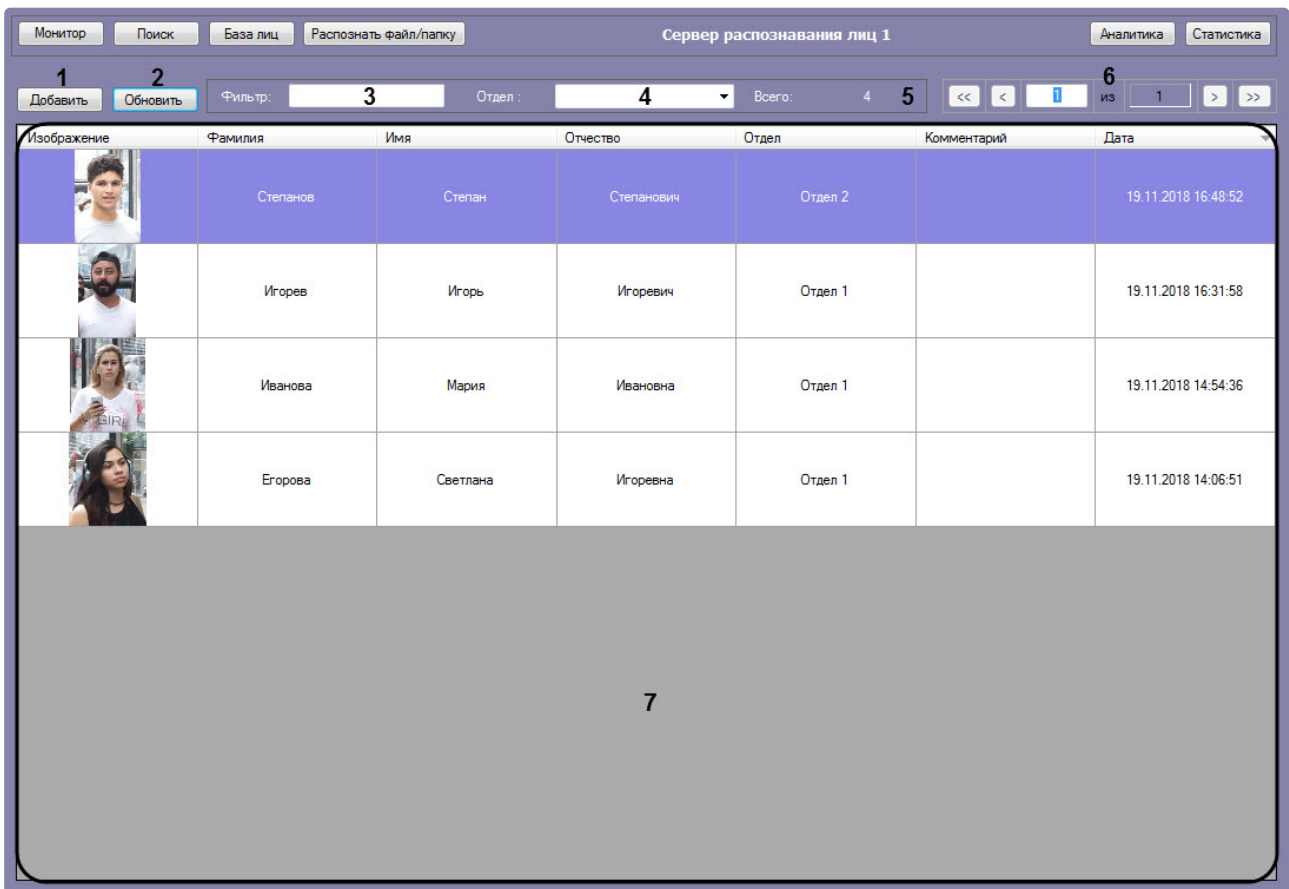 Монитор Поиск База лиц Распознать файл/папку Сервер распознавания лиц 1 Аналитика Статистика
1 2 6
Добавить Обновить Фильтр: 3 Отдел : 4 Всего: 4 5 << < 1 из 1 > >>
Изображение Фамилия Имя Отчество Отдел Комментарий Дата
Степанов Степан Степанович Отдел 2 19.11.2018 16:48:52
Игорев Игорь Игоревич Отдел 1 19.11.2018 16:31:58
Иванова Мария Ивановна Отдел 1 19.11.2018 14:54:36
GIRL
Егорова Светлана Игоревна Отдел 1 19.11.2018 14:06:51
7